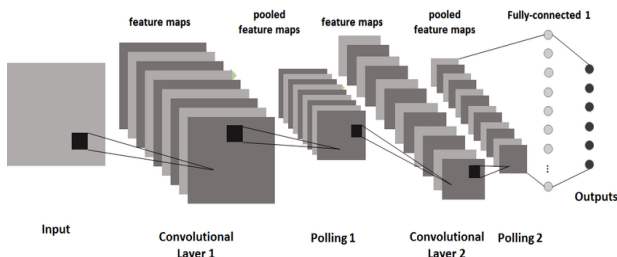 feature maps
pooled
feature maps
feature maps
pooled
feature maps
Fully-connected 1
Outputs
Input
Convolutional
Layer 1
Polling 1
Convolutional
Layer 2
Polling 2